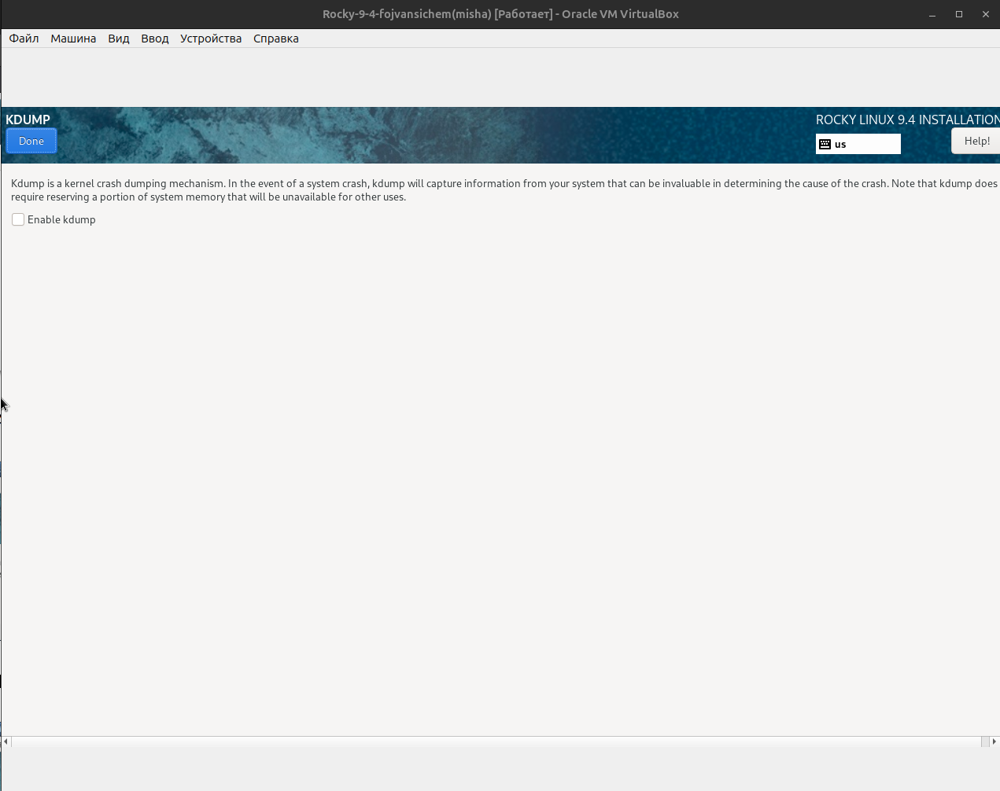 Rocky-9-4-fojvansichem(misha) [Работает] - Oracle VM VirtualBox
Файл Машина Вид Ввод Устройства Справка
KDUMP
ROCKY LINUX 9.4 INSTALLATION
Done
us
Help!
Kdump is a kernel crash dumping mechanism. In the event of a system crash, kdump will capture information from your system that can be invaluable in determining the cause of the crash. Note that kdump does
require reserving a portion of system memory that will be unavailable for other uses.
Enable kdump